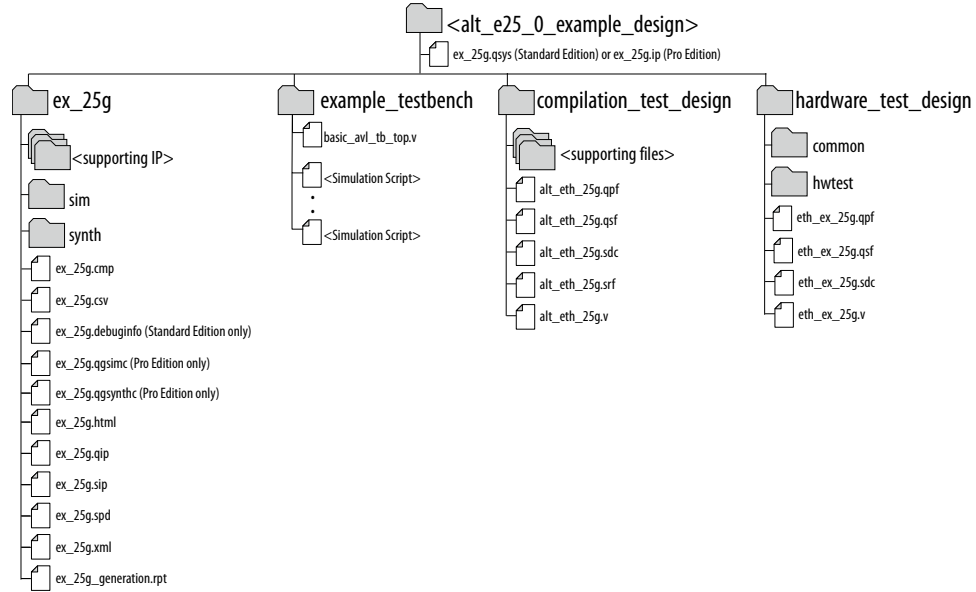 <alt_e25_0_example_design>
ex_25g.qsys (Standard Edition) or ex_25g.ip (Pro Edition)
ex_25g
<supporting IP>
sim
synth
ex_25g.cmp
ex_25g.csv
ex_25g.debuginfo (Standard Edition only)
ex_25g.qgsimc (Pro Edition only)
ex_25g.qgsynthc (Pro Edition only)
ex_25g.html
ex_25g.qip
ex_25g.sip
ex_25g.spd
ex_25g.xml
ex_25g_generation.rpt
example_testbench
basic_avl_tb_top.v
<Simulation Script>
<Simulation Script>
compilation_test_design
<supporting files>
alt_eth_25g.qpf
alt_eth_25g.qsf
alt_eth_25g.sdc
alt_eth_25g.srf
alt_eth_25g.v
hardware_test_design
common
hwtest
eth_ex_25g.qpf
eth_ex_25g.qsf
eth_ex_25g.sdc
eth_ex_25g.v